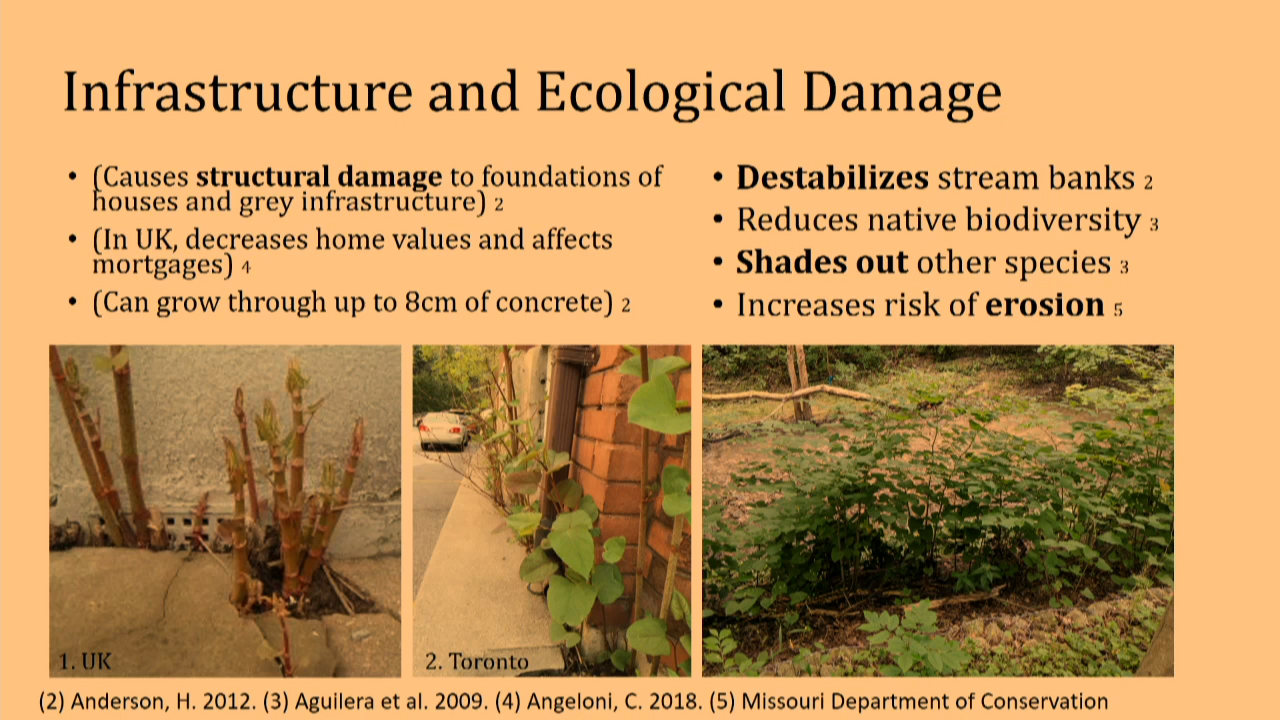 Infrastructure and Ecological Damage
• (Causes structural damage to foundations of
houses and grey infrastructure) 2
• (In UK, decreases home values and affects
mortgages) 4
• (Can grow through up to 8cm of concrete) 2
• Destabilizes stream banks 2
• Reduces native biodiversity 3
• Shades out other species 3
• Increases risk of erosion 5
1. UK
2. Toronto
(2) Anderson, H. 2012. (3) Aguilera et al. 2009. (4) Angeloni, C. 2018. (5) Missouri Department of Conservation